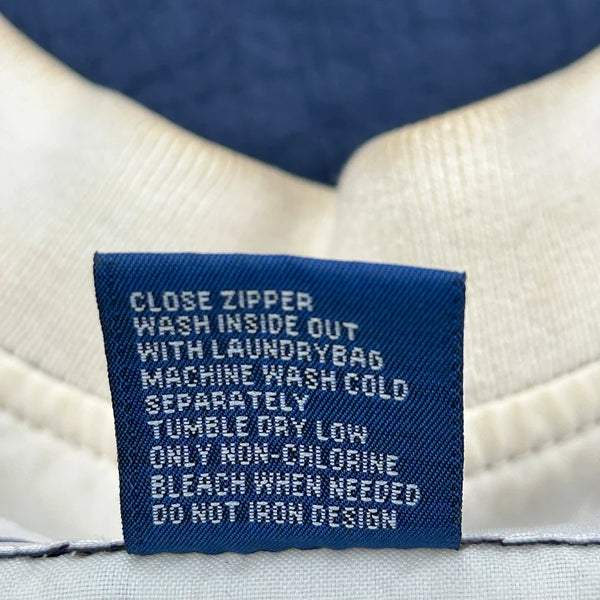 CLOSE ZIPPER
WASH INSIDE OUT
WITH LAUNDRYBAG
MACHINE WASH COLD
SEPARATELY
TUMBLE DRY LOW
ONLY NON-CHLORINE
BLEACH WHEN NEEDED
DO NOT IRON DESIGN